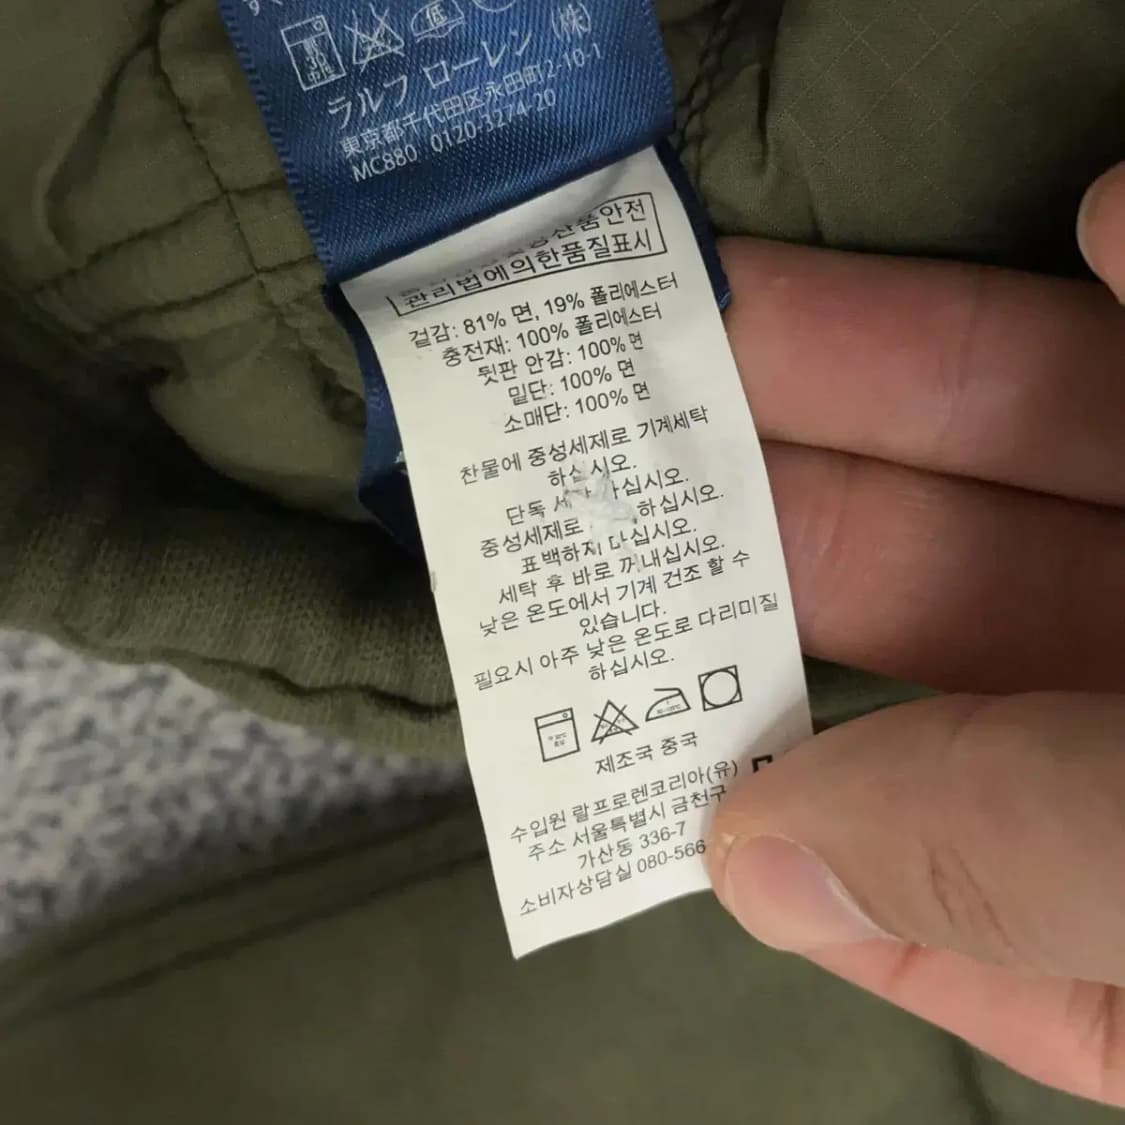 ラルフ ローレン (株)
東京都千代田区永田町2-10-1
MC880 0120-3274-20
품안전
관리법에의한품질표시
겉감: 81% 면, 19% 폴리에스터
충전재: 100% 폴리에스터
뒷판 안감: 100% 면
밑단: 100% 면
소매단: 100% 면
찬물에 중성세제로 기계세탁
하십시오.
단독 하십시오.
중성세제로 하십시오.
표백하지 마십시오.
세탁 후 바로 꺼내십시오.
낮은 온도에서 기계 건조 할 수
있습니다.
필요시 아주 낮은 온도로 다리미질
하십시오.
제조국 중국
수입원 랄프로렌코리아(유)
주소 서울특별시 금천구
가산동 336-7
소비자상담실 080-566